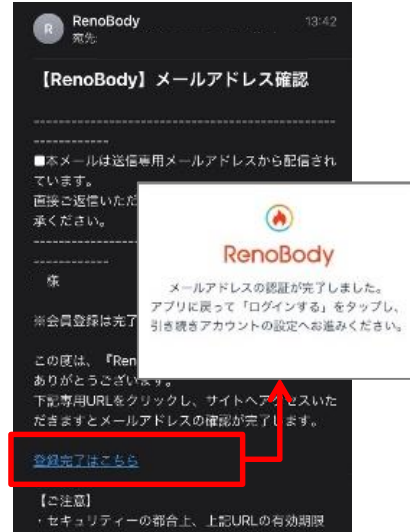 R
RenoBody
13:42
宛先:
【RenoBody】メールアドレス確認
------------------------------------------------
------------
■本メールは送信専用メールアドレスから配信され
ています。
直接ご返信いただ
承ください。
------------
様
※会員登録は完了
この度は、『Ren
ありがとうございます。
下記専用URLをクリックし、サイトへアクセスいた
だきますとメールアドレスの確認が完了します。
登録完了はこちら
【ご注意】
・セキュリティーの都合上、上記URLの有効期限
RenoBody
メールアドレスの認証が完了しました。
アプリに戻って「ログインする」をタップし、
引き続きアカウントの設定へお進みください。